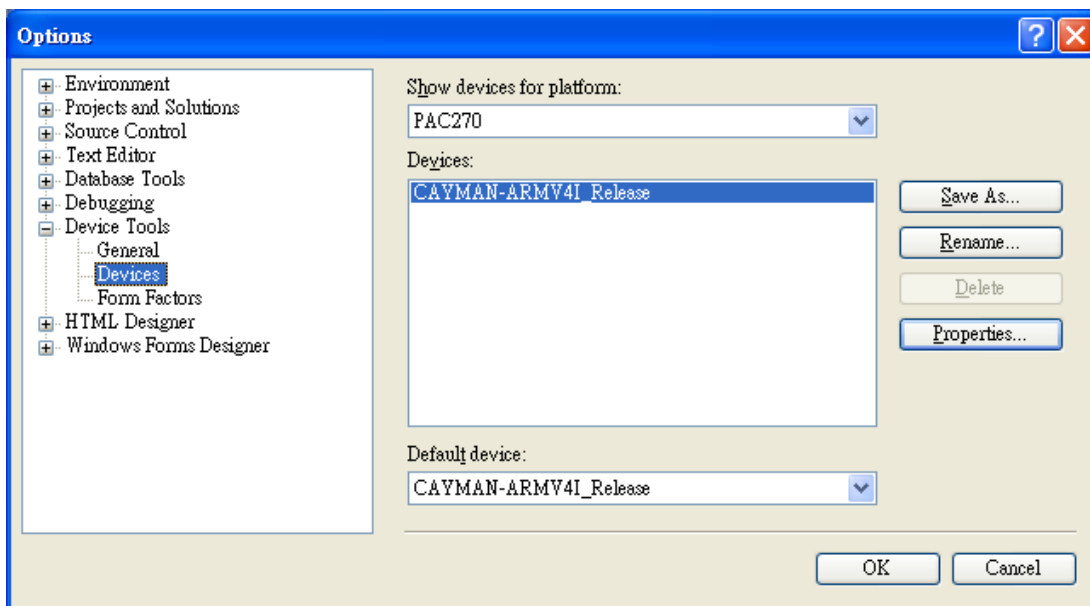 Options
Environment
Projects and Solutions
Source Control
Text Editor
Database Tools
Debugging
Device Tools
General
Devices
Form Factors
HTML Designer
Windows Forms Designer
Show devices for platform:
PAC270
Devices:
CAYMAN-ARMV4I_Release
Save As...
Rename...
Delete
Properties...
Default device:
CAYMAN-ARMV4I_Release
OK
Cancel